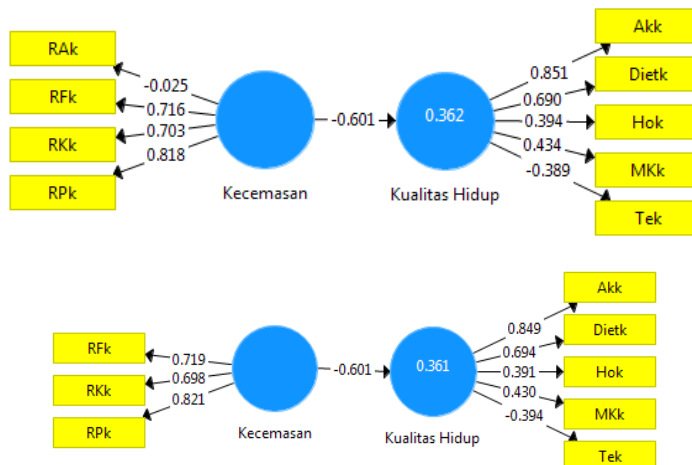 RAk
RFk
RKk
RPk
-0.025
0.716
0.703
0.818
Kecemasan
-0.601
0.362
Kualitas Hidup
0.851
0.690
0.394
0.434
-0.389
Akk
Dietk
Hok
MKk
Tek
RFk
RKk
RPk
0.719
0.698
0.821
Kecemasan
-0.601
0.361
Kualitas Hidup
0.849
0.694
0.391
0.430
-0.394
Akk
Dietk
Hok
MKk
Tek